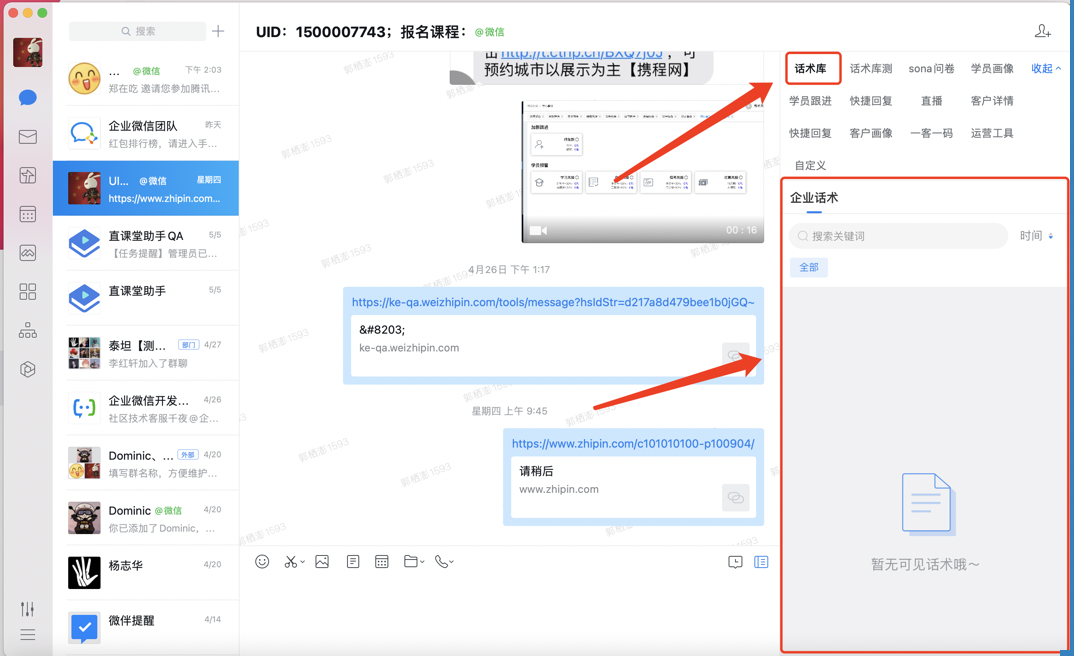 搜索
... @微信 下午 2:03
郑在吃 邀请您参加腾讯...
企业微信团队 昨天
红包排行榜，请进入手...
UI... @微信 星期四
https://www.zhipin.com...
直课堂助手QA 5/5
【任务提醒】管理员已...
直课堂助手 5/5
泰坦【测... 部门 4/27
李红轩加入了群聊
企业微信开发... 4/26
社区技术客服千夜@企...
Dominic、... 外部 4/20
填写群名称，方便维护...
Dominic @微信 4/20
你已添加了Dominic，...
杨志华 4/20
微伴提醒 4/14
UID：1500007743；报名课程： @微信
预约城市以展示为主【携程网】
00 : 16
4月26日 下午 1:17
https://ke-qa.weizhipin.com/tools/message?hsIdStr=d217a8d479bee1b0jGQ~
&#8203;
ke-qa.weizhipin.com
星期四 上午 9:45
https://www.zhipin.com/c101010100-p100904/
请稍后
www.zhipin.com
话术库 话术库测 sona问卷 学员画像 收起
学员跟进 快捷回复 直播 客户详情
快捷回复 客户画像 一客一码 运营工具
自定义
企业话术
搜索关键词 时间
全部
暂无可见话术哦～
郭栖澎 1593